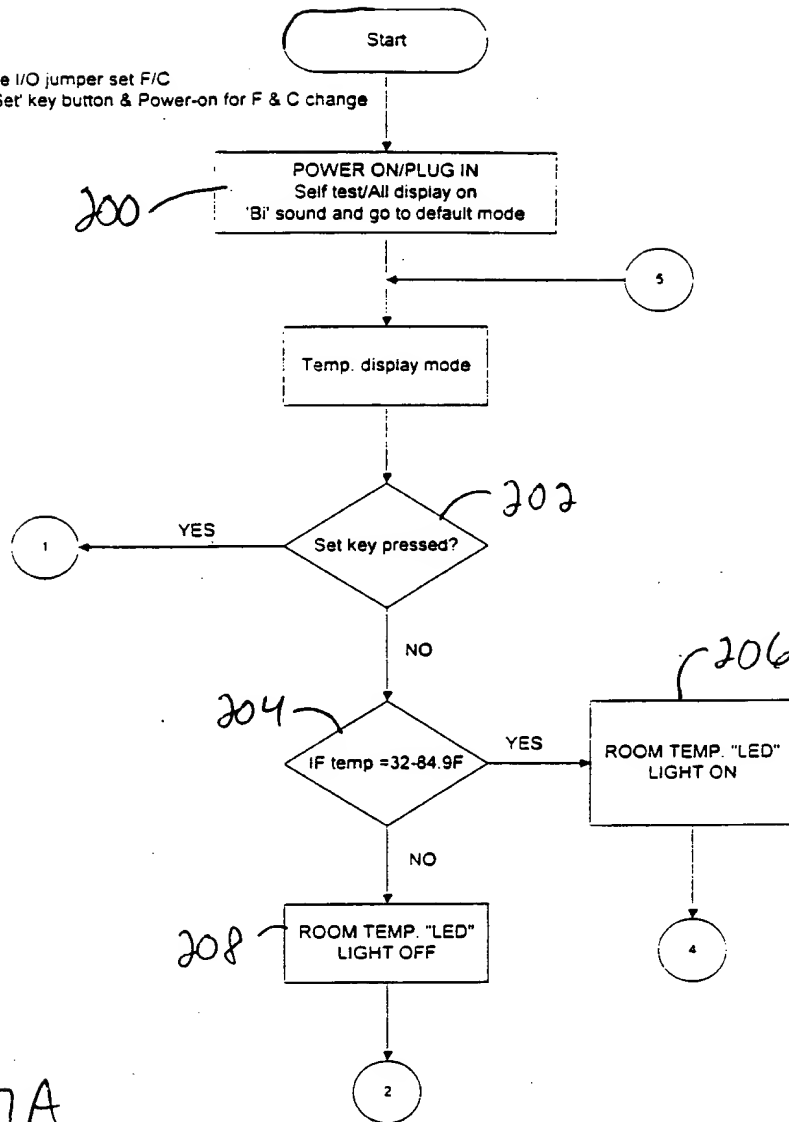 Start
e I/O jumper set F/C
Set' key button & Power-on for F & C change
POWER ON/PLUG IN
Self test/All display on
'Bi' sound and go to default mode
200
5
Temp. display mode
202
Set key pressed?
YES
1
NO
206
204
IF temp =32-84.9F
YES
ROOM TEMP. "LED"
LIGHT ON
NO
208
ROOM TEMP. "LED"
LIGHT OFF
4
2
7A